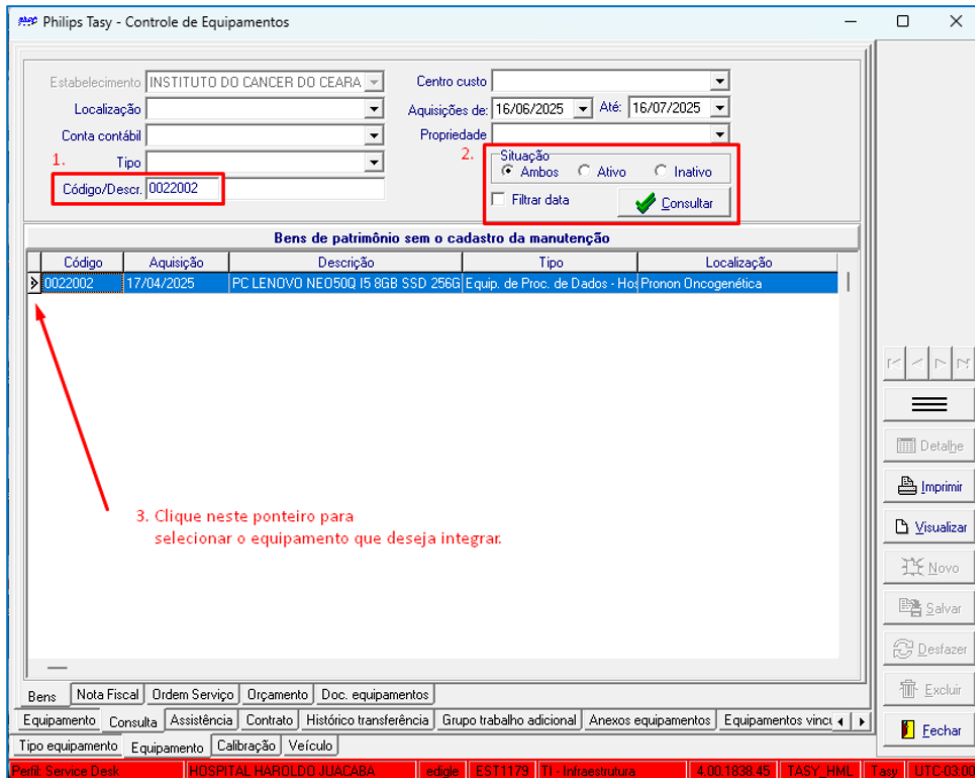 Philips Tasy - Controle de Equipamentos
Estabelecimento INSTITUTO DO CANCER DO CEARA Centro custo
Localização Aquisições de: 16/06/2025 Até: 16/07/2025
Conta contábil Propriedade
1. Tipo 2. Situação
Ambos Ativo Inativo
Código/Descr. 0022002 Filtrar data Consultar
Bens de patrimônio sem o cadastro da manutenção
Código Aquisição Descrição Tipo Localização
0022002 17/04/2025 PC LENOVO NEO50Q I5 8GB SSD 256G Equip. de Proc. de Dados - Hos Pronon Oncogenética
3. Clique neste ponteiro para
selecionar o equipamento que deseja integrar.
Detalhe
Imprimir
Visualizar
Novo
Salvar
Desfazer
Excluir
Fechar
Bens Nota Fiscal Ordem Serviço Orçamento Doc. equipamentos
Equipamento Consulta Assistência Contrato Histórico transferência Grupo trabalho adicional Anexos equipamentos Equipamentos vincu
Tipo equipamento Equipamento Calibração Veículo
Perfil: Service Desk HOSPITAL HAROLDO JUACABA edigle EST1179 TI - Infraestrutura 4.00.1838.45 TASY_HML Tasy UTC-03:00